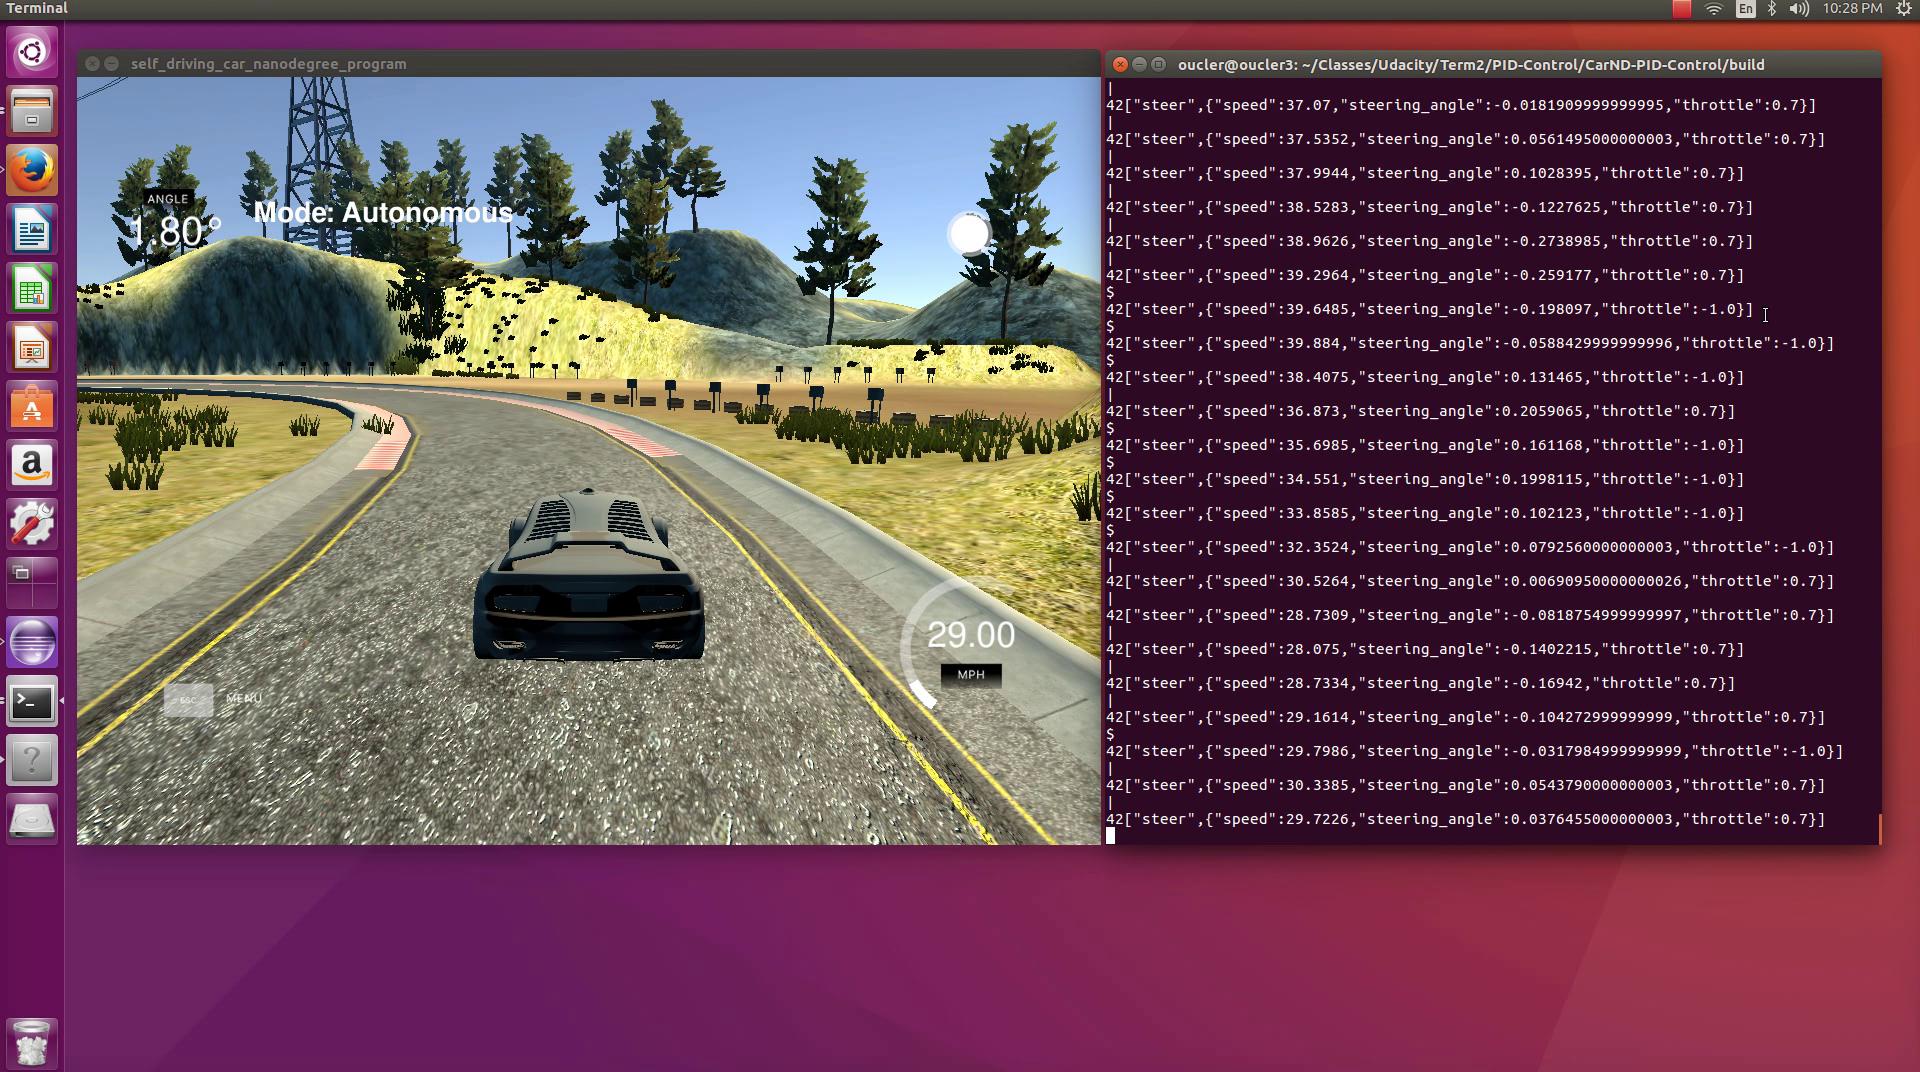 Terminal
En
10:28 PM
self_driving_car_nanodegree_program
ANGLE
1.80°
Mode: Autonomous
29.00
MPH
ESC
MENU
oucler@oucler3: ~/Classes/Udacity/Term2/PID-Control/CarND-PID-Control/build
|
42["steer",{"speed":37.07,"steering_angle":-0.0181909999999995,"throttle":0.7}]
|
42["steer",{"speed":37.5352,"steering_angle":0.0561495000000003,"throttle":0.7}]
|
42["steer",{"speed":37.9944,"steering_angle":0.1028395,"throttle":0.7}]
|
42["steer",{"speed":38.5283,"steering_angle":-0.1227625,"throttle":0.7}]
|
42["steer",{"speed":38.9626,"steering_angle":-0.2738985,"throttle":0.7}]
|
42["steer",{"speed":39.2964,"steering_angle":-0.259177,"throttle":0.7}]
$
42["steer",{"speed":39.6485,"steering_angle":-0.198097,"throttle":-1.0}]
$
42["steer",{"speed":39.884,"steering_angle":-0.0588429999999996,"throttle":-1.0}]
$
42["steer",{"speed":38.4075,"steering_angle":0.131465,"throttle":-1.0}]
|
42["steer",{"speed":36.873,"steering_angle":0.2059065,"throttle":0.7}]
$
42["steer",{"speed":35.6985,"steering_angle":0.161168,"throttle":-1.0}]
$
42["steer",{"speed":34.551,"steering_angle":0.1998115,"throttle":-1.0}]
$
42["steer",{"speed":33.8585,"steering_angle":0.102123,"throttle":-1.0}]
$
42["steer",{"speed":32.3524,"steering_angle":0.0792560000000003,"throttle":-1.0}]
|
42["steer",{"speed":30.5264,"steering_angle":0.00690950000000026,"throttle":0.7}]
|
42["steer",{"speed":28.7309,"steering_angle":-0.0818754999999997,"throttle":0.7}]
|
42["steer",{"speed":28.075,"steering_angle":-0.1402215,"throttle":0.7}]
|
42["steer",{"speed":28.7334,"steering_angle":-0.16942,"throttle":0.7}]
|
42["steer",{"speed":29.1614,"steering_angle":-0.104272999999999,"throttle":0.7}]
$
42["steer",{"speed":29.7986,"steering_angle":-0.0317984999999999,"throttle":-1.0}]
|
42["steer",{"speed":30.3385,"steering_angle":0.0543790000000003,"throttle":0.7}]
|
42["steer",{"speed":29.7226,"steering_angle":0.0376455000000003,"throttle":0.7}]